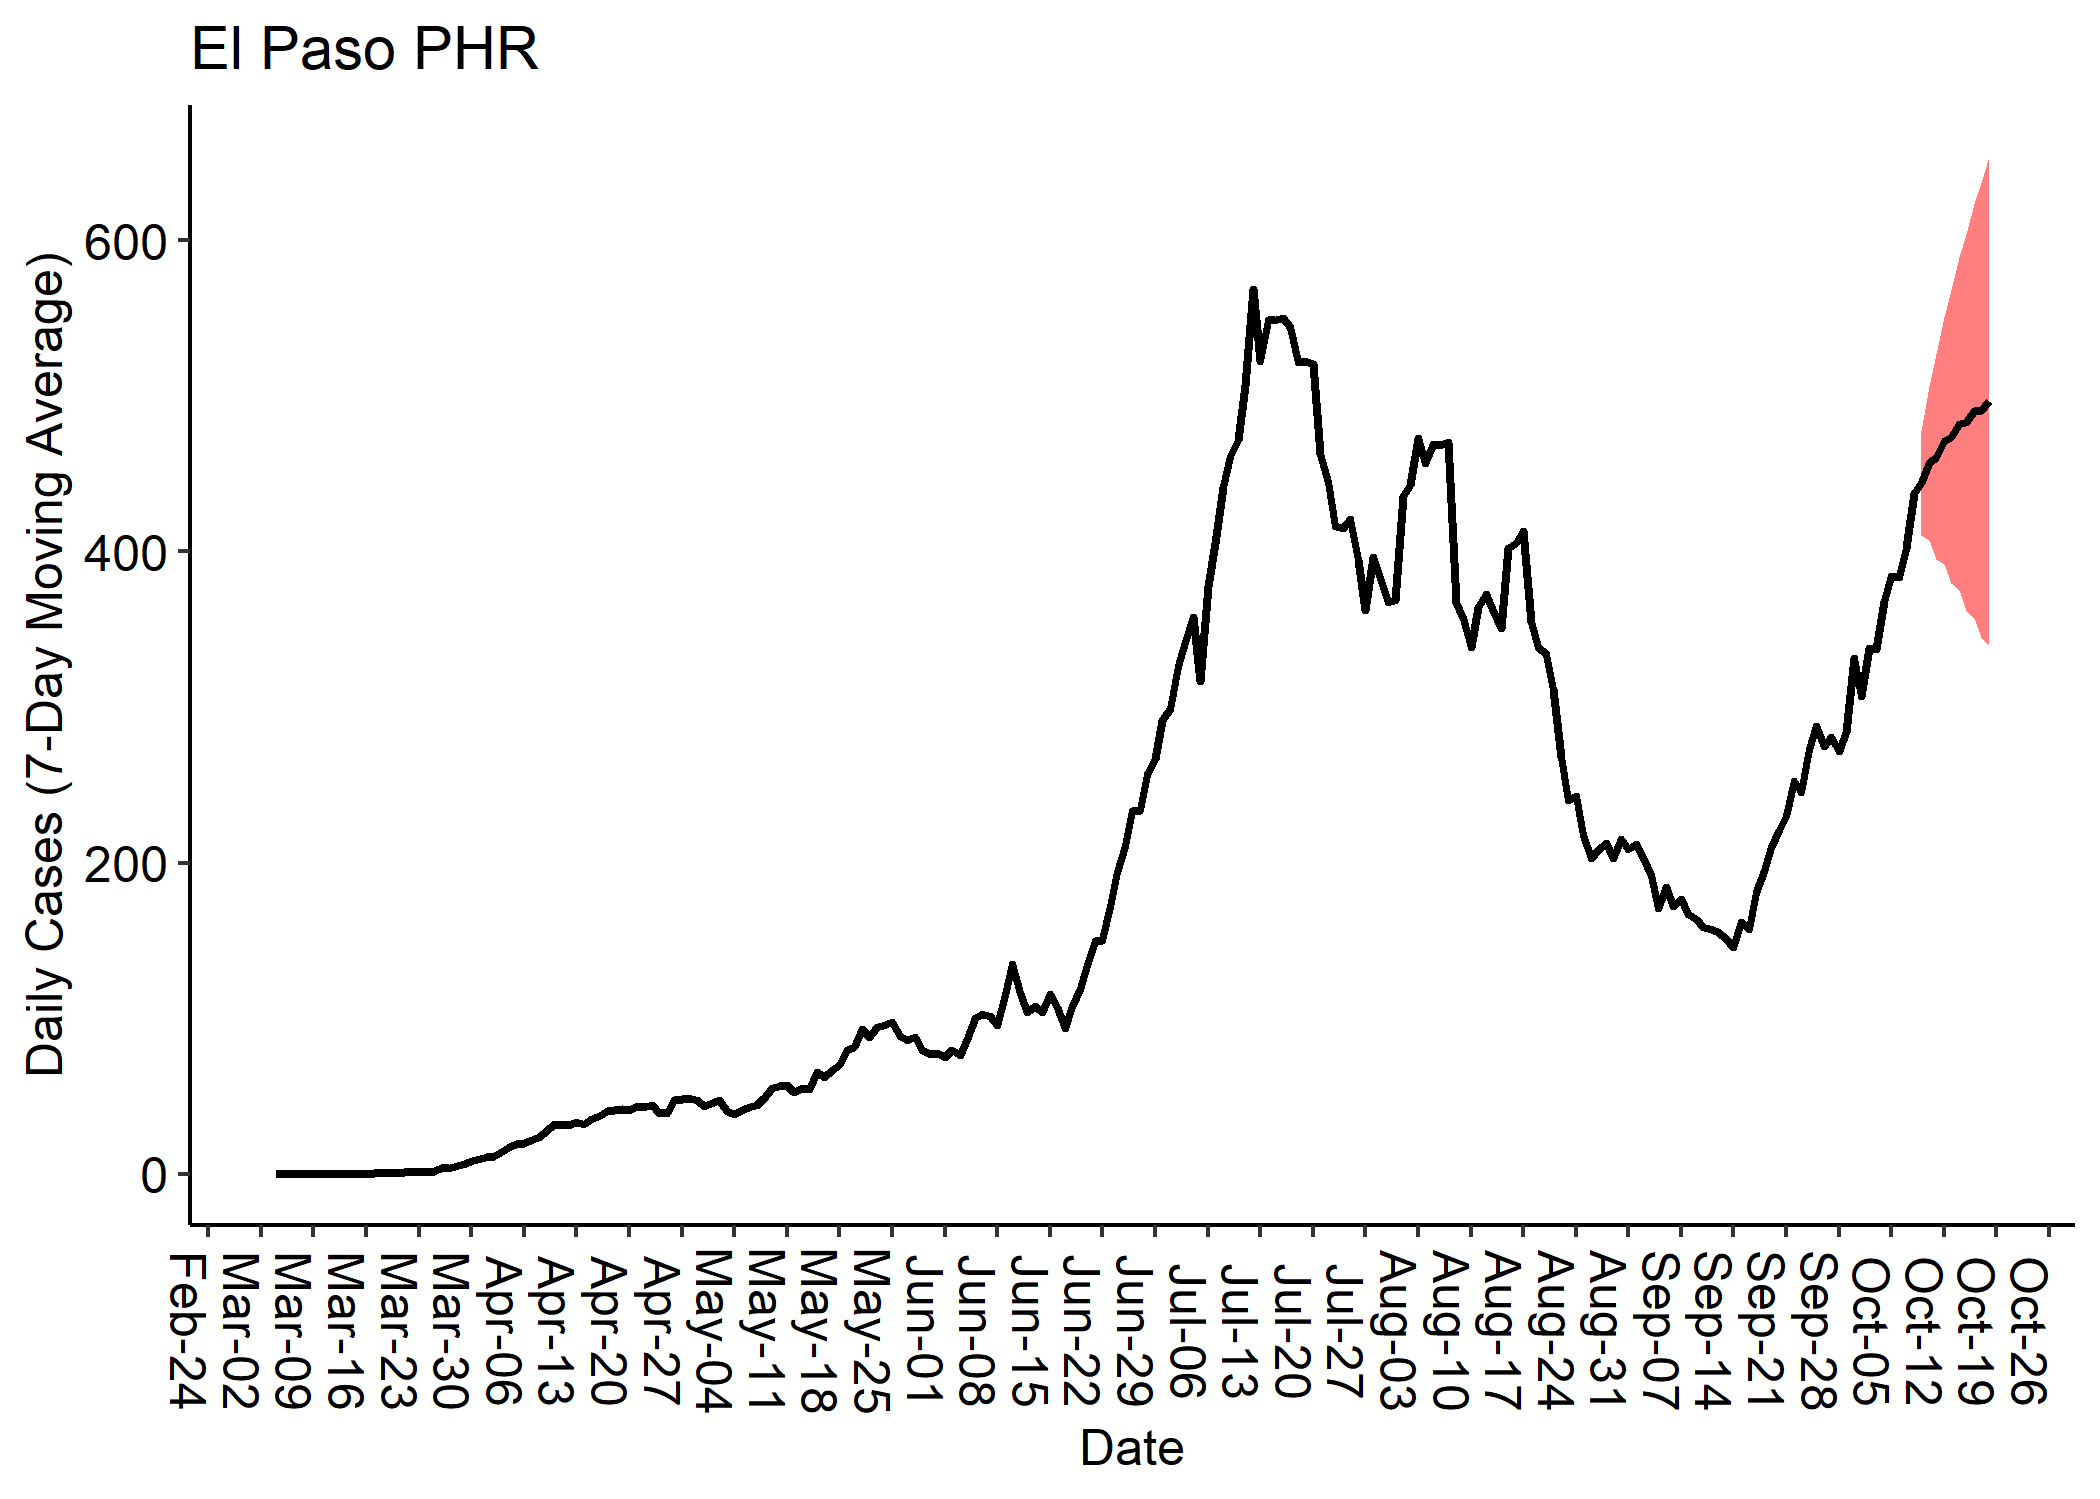 El Paso PHR
Daily Cases (7-Day Moving Average)
600
400
200
0
Feb-24
Mar-02
Mar-09
Mar-16
Mar-23
Mar-30
Apr-06
Apr-13
Apr-20
Apr-27
May-04
May-11
May-18
May-25
Jun-01
Jun-08
Jun-15
Jun-22
Jun-29
Jul-06
Jul-13
Jul-20
Jul-27
Aug-03
Aug-10
Aug-17
Aug-24
Aug-31
Sep-07
Sep-14
Sep-21
Sep-28
Oct-05
Oct-12
Oct-19
Oct-26
Date